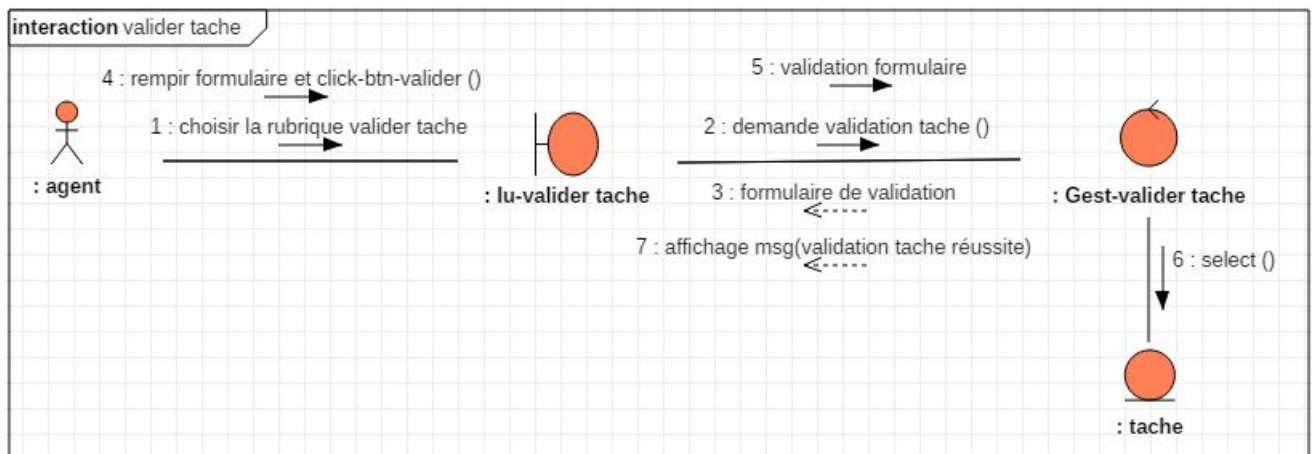 interaction valider tache
4 : rempir formulaire et click-btn-valider ()
5 : validation formulaire
1 : choisir la rubrique valider tache
2 : demande validation tache ()
: agent
: Iu-valider tache
3 : formulaire de validation
: Gest-valider tache
7 : affichage msg(validation tache réussite)
6 : select ()
: tache